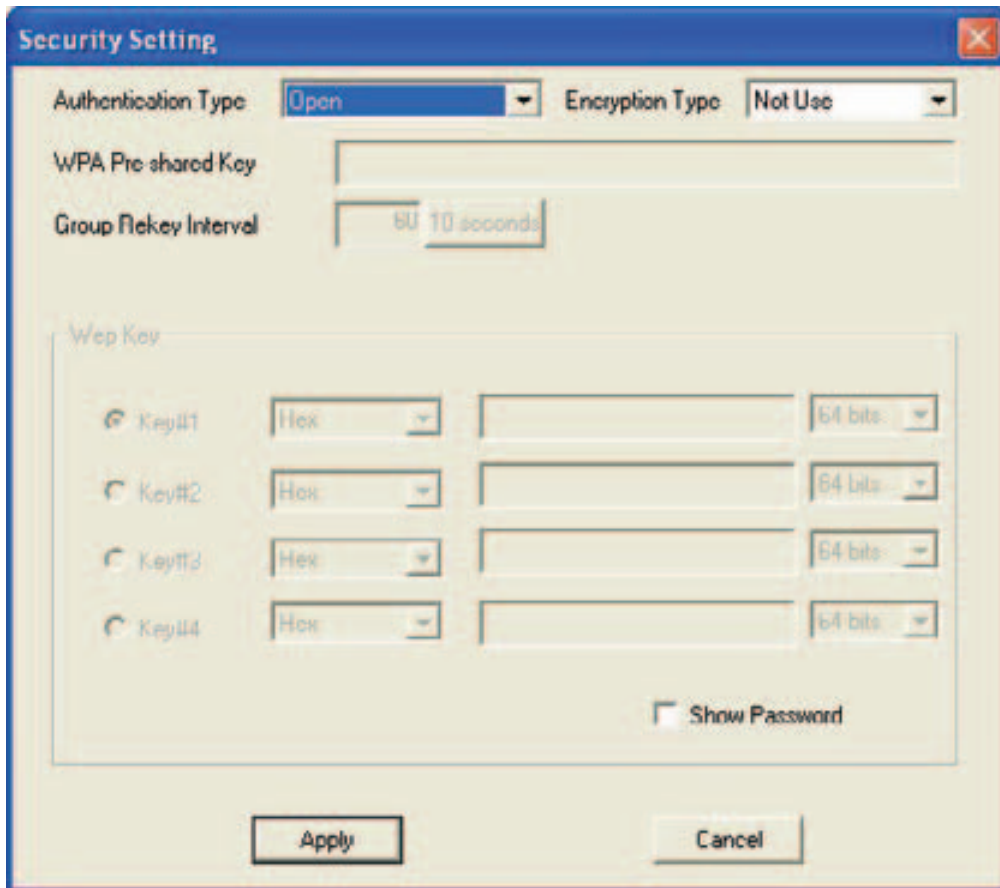 Security Setting
Authentication Type Open Encryption Type Not Use
WPA Pre-shared Key
Group Rekey Interval 60 10 seconds
Wep Key
Key#1 Hex 64 bits
Key#2 Hex 64 bits
Key#3 Hex 64 bits
Key#4 Hex 64 bits
Show Password
Apply Cancel